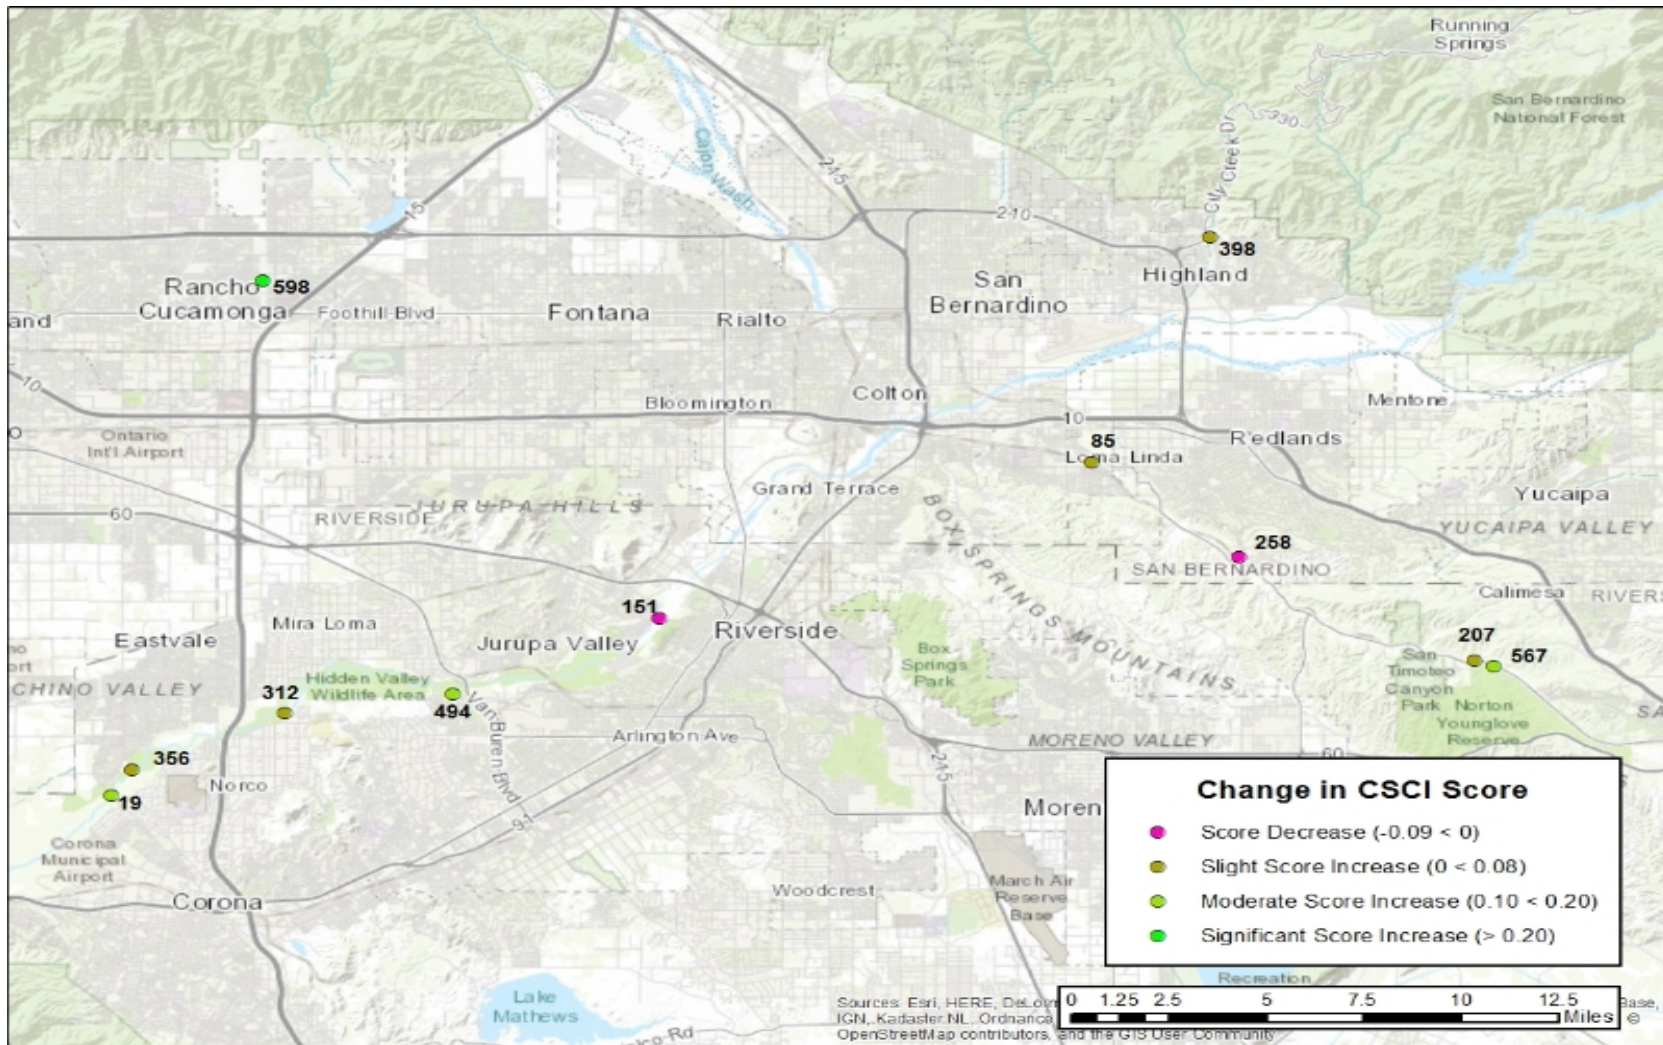 Running
Springs
San Bernardino
National Forest
330
City Creek Dr
Cajon Wash
245
15
210
398
Highland
San
Bernardino
Rancho
Cucamonga
598
Foothill Blvd
Fontana
Rialto
and
10
Colton
Bloomington
10
Mentone
Ontario
Int'l Airport
85
Loma Linda
Redlands
Grand Terrace
Yucaipa
YUCAIPA VALLEY
60
RIVERSIDE
JURUPA HILLS
BOX SPRINGS MOUNTAINS
258
SAN BERNARDINO
Calimesa
RIVERS
151
Riverside
Mira Loma
Eastvale
Jurupa Valley
CHINO VALLEY
Hidden Valley
Wildlife Area
312
494
Van Buren Blvd
Box
Springs
Park
207
567
San
Timoteo
Canyon
Park
Norton
Younglove
Reserve
SA
Arlington Ave
MORENO VALLEY
60
245
356
19
Norco
91
Corona
Municipal
Airport
Corona
Woodcrest
Moren
March Air
Reserve
Base
Lake
Mathews
Recreation
Change in CSCI Score
Score Decrease (-0.09 < 0)
Slight Score Increase (0 < 0.08)
Moderate Score Increase (0.10 < 0.20)
Significant Score Increase (> 0.20)
0 1.25 2.5 5 7.5 10 12.5
Miles
Sources: Esri, HERE, DeLorm
Base,
IGN, Kadaster NL, Ordnance
©
OpenStreetMap contributors, and the GIS User Community